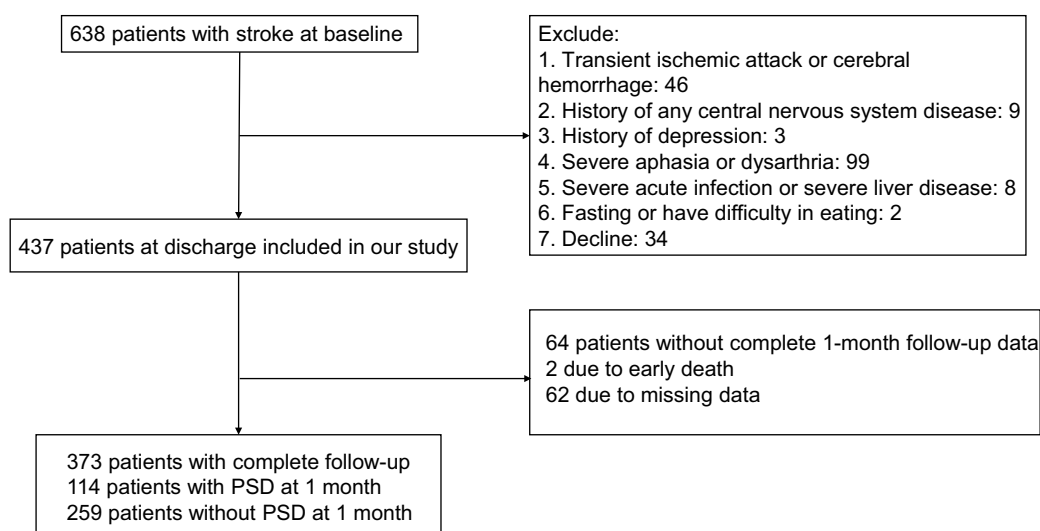 638 patients with stroke at baseline
Exclude:
1. Transient ischemic attack or cerebral
hemorrhage: 46
2. History of any central nervous system disease: 9
3. History of depression: 3
4. Severe aphasia or dysarthria: 99
5. Severe acute infection or severe liver disease: 8
6. Fasting or have difficulty in eating: 2
7. Decline: 34
437 patients at discharge included in our study
64 patients without complete 1-month follow-up data
2 due to early death
62 due to missing data
373 patients with complete follow-up
114 patients with PSD at 1 month
259 patients without PSD at 1 month